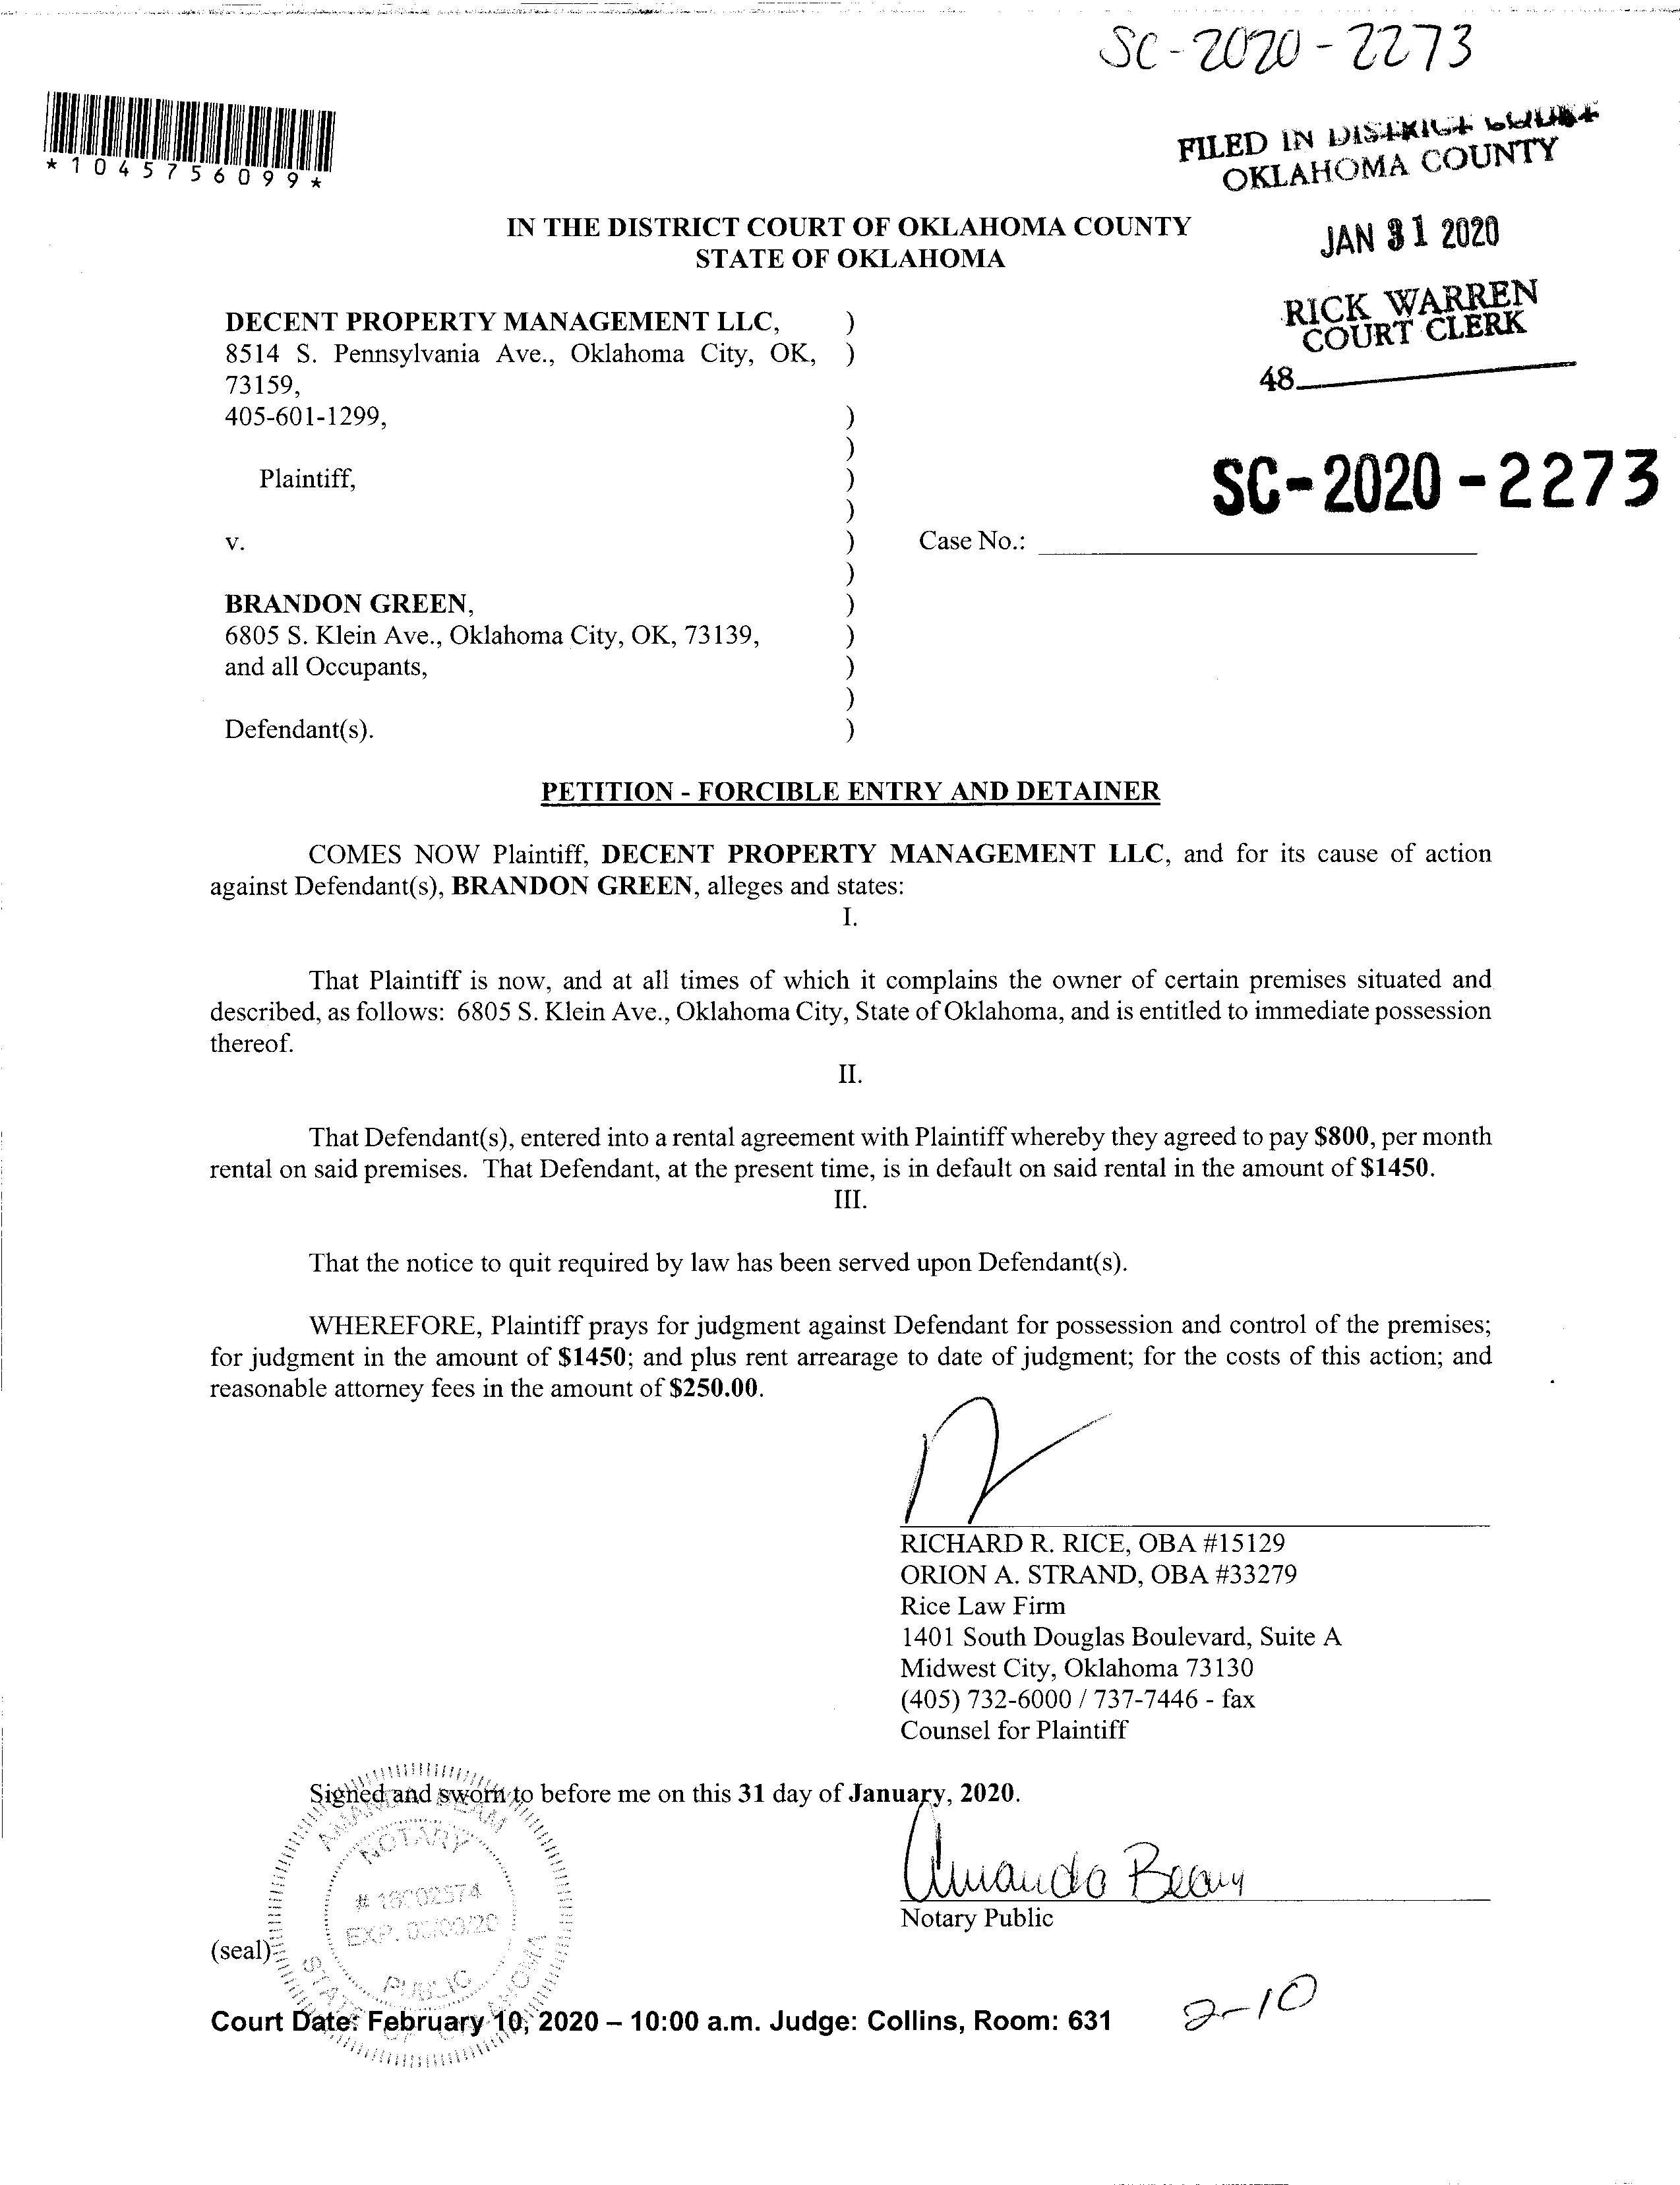 SC-2020-2273
*1045756099*
FILED IN DISTRICT COURT
OKLAHOMA COUNTY
JAN 31 2020
RICK WARREN
COURT CLERK
48
IN THE DISTRICT COURT OF OKLAHOMA COUNTY
STATE OF OKLAHOMA
DECENT PROPERTY MANAGEMENT LLC, )
8514 S. Pennsylvania Ave., Oklahoma City, OK, )
73159,
405-601-1299, )
)
Plaintiff, )
)
SC-2020-2273
v. ) Case No.:
)
BRANDON GREEN, )
6805 S. Klein Ave., Oklahoma City, OK, 73139, )
and all Occupants, )
)
Defendant(s). )
PETITION - FORCIBLE ENTRY AND DETAINER
COMES NOW Plaintiff, DECENT PROPERTY MANAGEMENT LLC, and for its cause of action
against Defendant(s), BRANDON GREEN, alleges and states:
I.
That Plaintiff is now, and at all times of which it complains the owner of certain premises situated and
described, as follows: 6805 S. Klein Ave., Oklahoma City, State of Oklahoma, and is entitled to immediate possession
thereof.
II.
That Defendant(s), entered into a rental agreement with Plaintiff whereby they agreed to pay $800, per month
rental on said premises. That Defendant, at the present time, is in default on said rental in the amount of $1450.
III.
That the notice to quit required by law has been served upon Defendant(s).
WHEREFORE, Plaintiff prays for judgment against Defendant for possession and control of the premises;
for judgment in the amount of $1450; and plus rent arrearage to date of judgment; for the costs of this action; and
reasonable attorney fees in the amount of $250.00.
RICHARD R. RICE, OBA #15129
ORION A. STRAND, OBA #33279
Rice Law Firm
1401 South Douglas Boulevard, Suite A
Midwest City, Oklahoma 73130
(405) 732-6000 / 737-7446 - fax
Counsel for Plaintiff
Signed and sworn to before me on this 31 day of January, 2020.
AMANDA BEAM
NOTARY
EXP.
PUBLIC
STATE OF OKLAHOMA
Amanda Beam
Notary Public
(seal)
Court Date: February 10, 2020 – 10:00 a.m. Judge: Collins, Room: 631
2-10